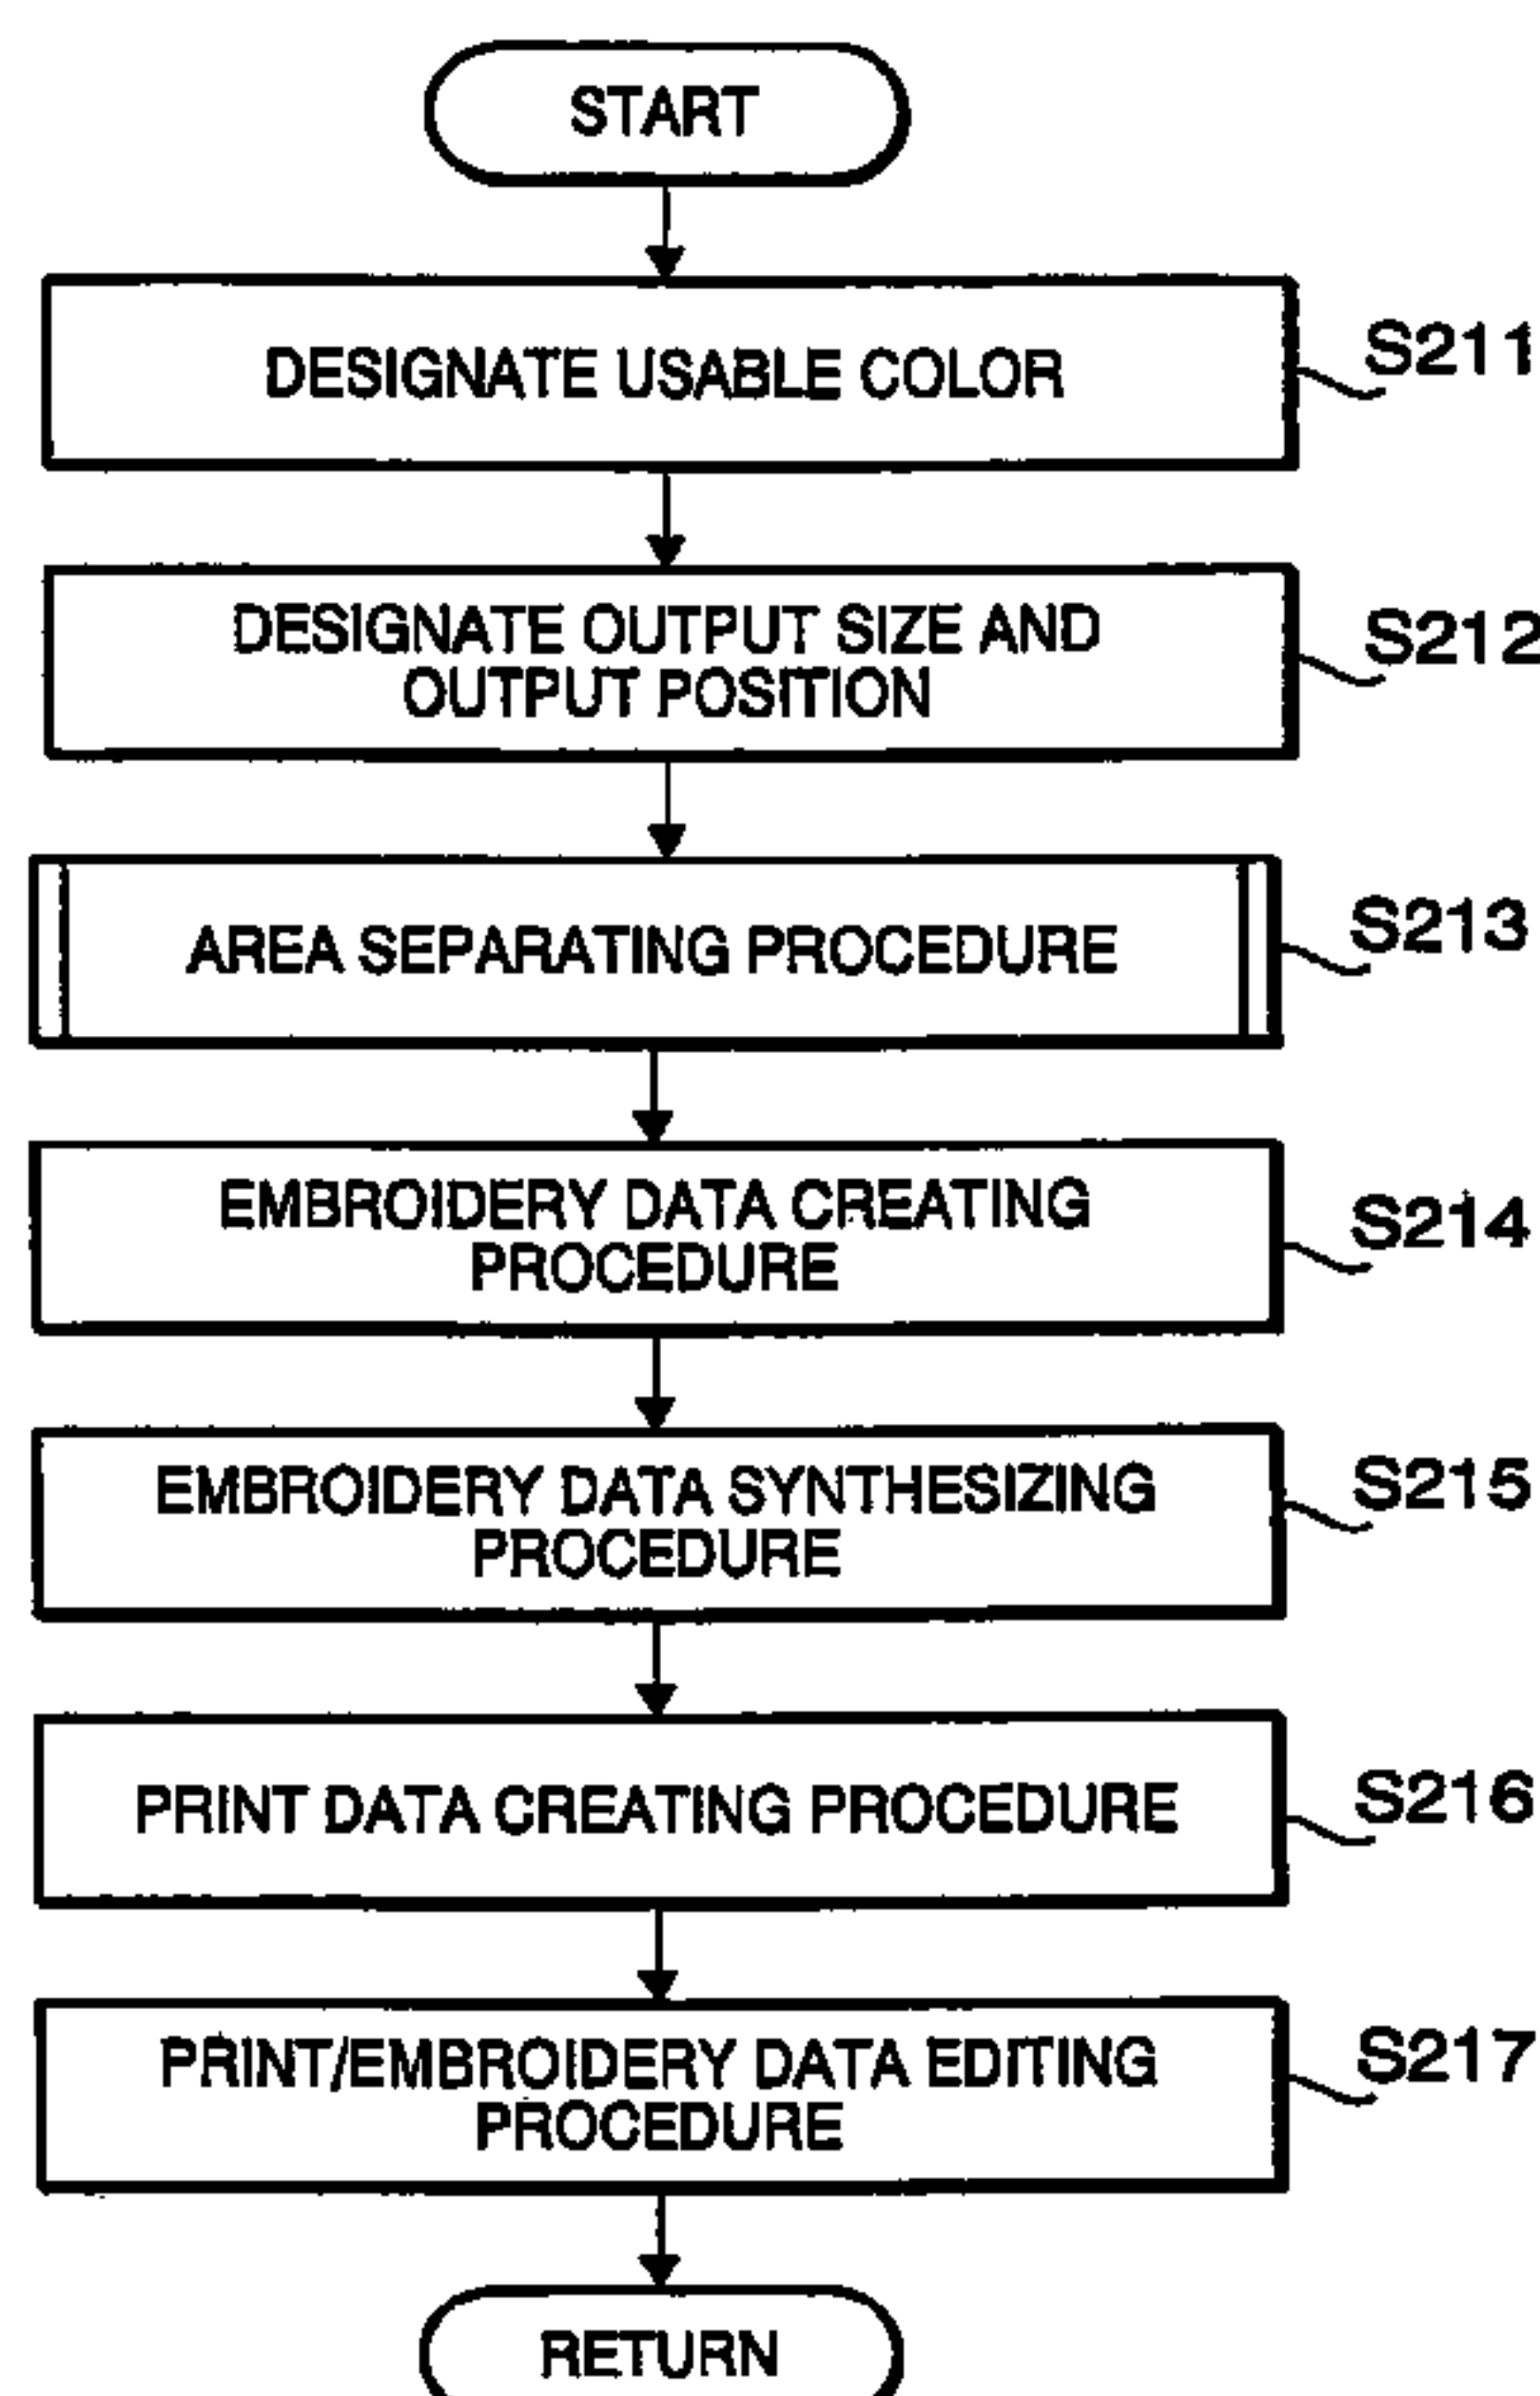 START
DESIGNATE USABLE COLOR
S211
DESIGNATE OUTPUT SIZE AND
OUTPUT POSITION
S212
AREA SEPARATING PROCEDURE
S213
EMBROIDERY DATA CREATING
PROCEDURE
S214
EMBROIDERY DATA SYNTHESIZING
PROCEDURE
S215
PRINT DATA CREATING PROCEDURE
S216
PRINT/EMBROIDERY DATA EDITING
PROCEDURE
S217
RETURN